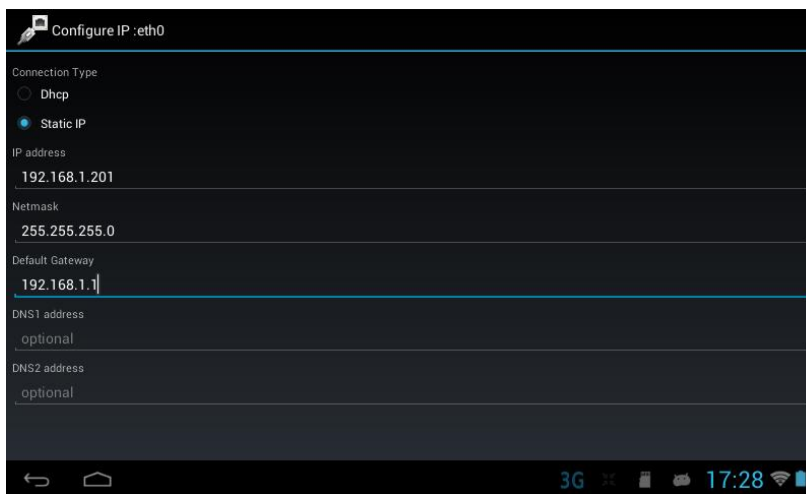 Configure IP :eth0
Connection Type
Dhcp
Static IP
IP address
192.168.1.201
Netmask
255.255.255.0
Default Gateway
192.168.1.1
DNS1 address
optional
DNS2 address
optional
3G 17:28